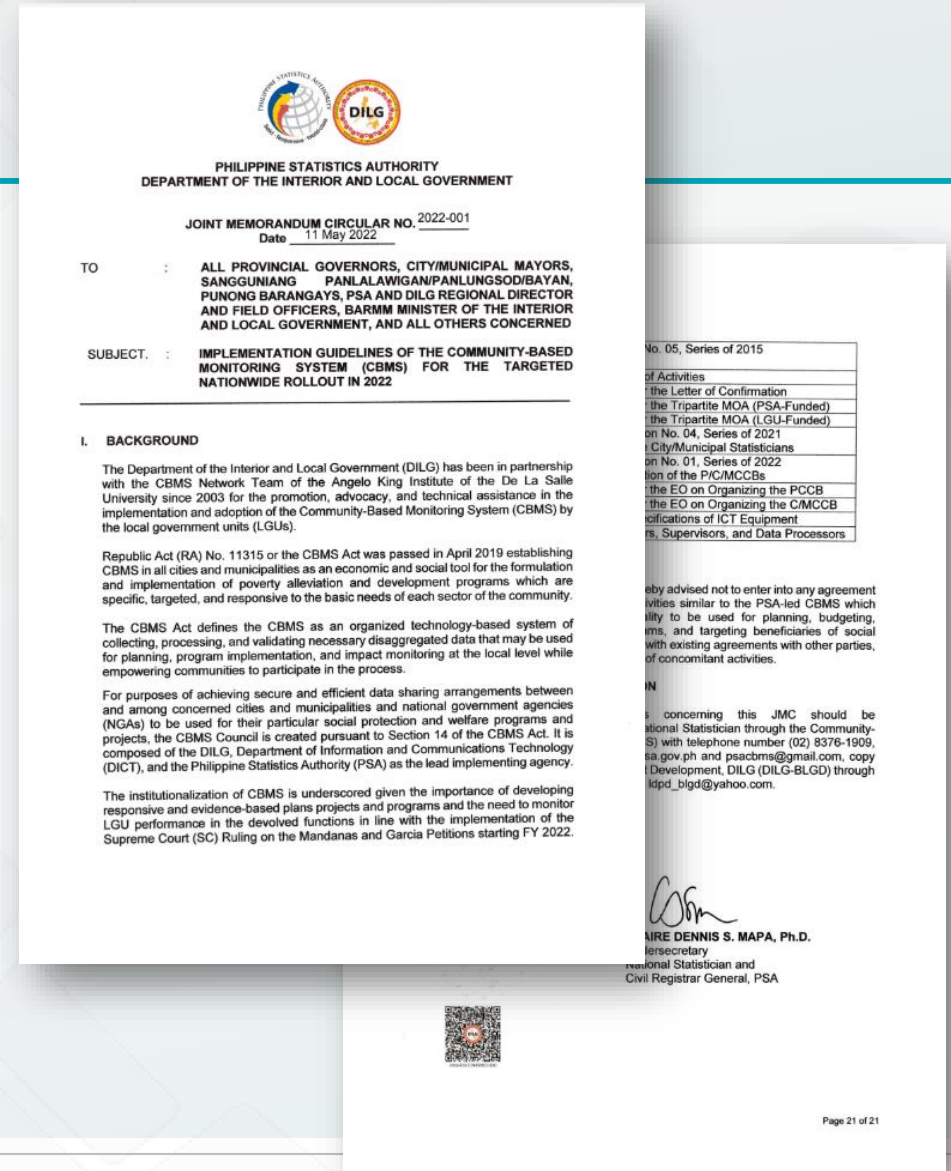 PHILIPPINE STATISTICS AUTHORITY
DILG
PHILIPPINE STATISTICS AUTHORITY
DEPARTMENT OF THE INTERIOR AND LOCAL GOVERNMENT
JOINT MEMORANDUM CIRCULAR NO. 2022-001
Date 11 May 2022
TO : ALL PROVINCIAL GOVERNORS, CITY/MUNICIPAL MAYORS,
SANGGUNIANG PANLALAWIGAN/PANLUNGSOD/BAYAN,
PUNONG BARANGAYS, PSA AND DILG REGIONAL DIRECTOR
AND FIELD OFFICERS, BARMM MINISTER OF THE INTERIOR
AND LOCAL GOVERNMENT, AND ALL OTHERS CONCERNED
SUBJECT. : IMPLEMENTATION GUIDELINES OF THE COMMUNITY-BASED
MONITORING SYSTEM (CBMS) FOR THE TARGETED
NATIONWIDE ROLLOUT IN 2022
I. BACKGROUND
The Department of the Interior and Local Government (DILG) has been in partnership
with the CBMS Network Team of the Angelo King Institute of the De La Salle
University since 2003 for the promotion, advocacy, and technical assistance in the
implementation and adoption of the Community-Based Monitoring System (CBMS) by
the local government units (LGUs).
Republic Act (RA) No. 11315 or the CBMS Act was passed in April 2019 establishing
CBMS in all cities and municipalities as an economic and social tool for the formulation
and implementation of poverty alleviation and development programs which are
specific, targeted, and responsive to the basic needs of each sector of the community.
The CBMS Act defines the CBMS as an organized technology-based system of
collecting, processing, and validating necessary disaggregated data that may be used
for planning, program implementation, and impact monitoring at the local level while
empowering communities to participate in the process.
For purposes of achieving secure and efficient data sharing arrangements between
and among concerned cities and municipalities and national government agencies
(NGAs) to be used for their particular social protection and welfare programs and
projects, the CBMS Council is created pursuant to Section 14 of the CBMS Act. It is
composed of the DILG, Department of Information and Communications Technology
(DICT), and the Philippine Statistics Authority (PSA) as the lead implementing agency.
The institutionalization of CBMS is underscored given the importance of developing
responsive and evidence-based plans projects and programs and the need to monitor
LGU performance in the devolved functions in line with the implementation of the
Supreme Court (SC) Ruling on the Mandanas and Garcia Petitions starting FY 2022.
No. 05, Series of 2015
of Activities
the Letter of Confirmation
the Tripartite MOA (PSA-Funded)
the Tripartite MOA (LGU-Funded)
on No. 04, Series of 2021
City/Municipal Statisticians
on No. 01, Series of 2022
tion of the P/C/MCCBs
the EO on Organizing the PCCB
the EO on Organizing the C/MCCB
ecifications of ICT Equipment
rs, Supervisors, and Data Processors
eby advised not to enter into any agreement
ivities similar to the PSA-led CBMS which
lity to be used for planning, budgeting,
ams, and targeting beneficiaries of social
with existing agreements with other parties,
of concomitant activities.
ON
s concerning this JMC should be
ational Statistician through the Community-
S) with telephone number (02) 8376-1909,
sa.gov.ph and psacbms@gmail.com, copy
t Development, DILG (DILG-BLGD) through
ldpd_blgd@yahoo.com.
AIRE DENNIS S. MAPA, Ph.D.
dersecretary
National Statistician and
Civil Registrar General, PSA
Page 21 of 21